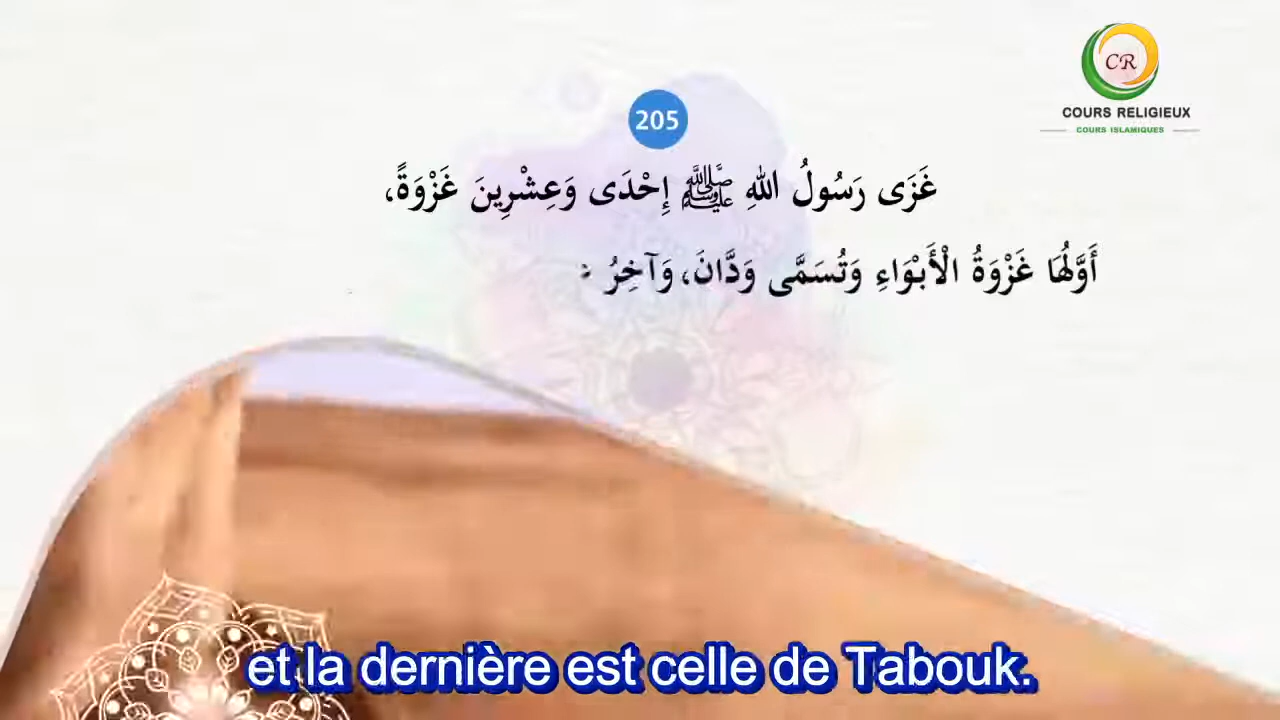 CR
COURS RELIGIEUX
COURS ISLAMIQUES
205
غَزَى رَسُولُ اللهِ ﷺ إِحْدَى وَعِشْرِينَ غَزْوَةً،
أَوَّلُهَا غَزْوَةُ الْأَبْوَاءِ وَتُسَمَّى وَدَّانَ، وَآخِرُ
et la dernière est celle de Tabouk.